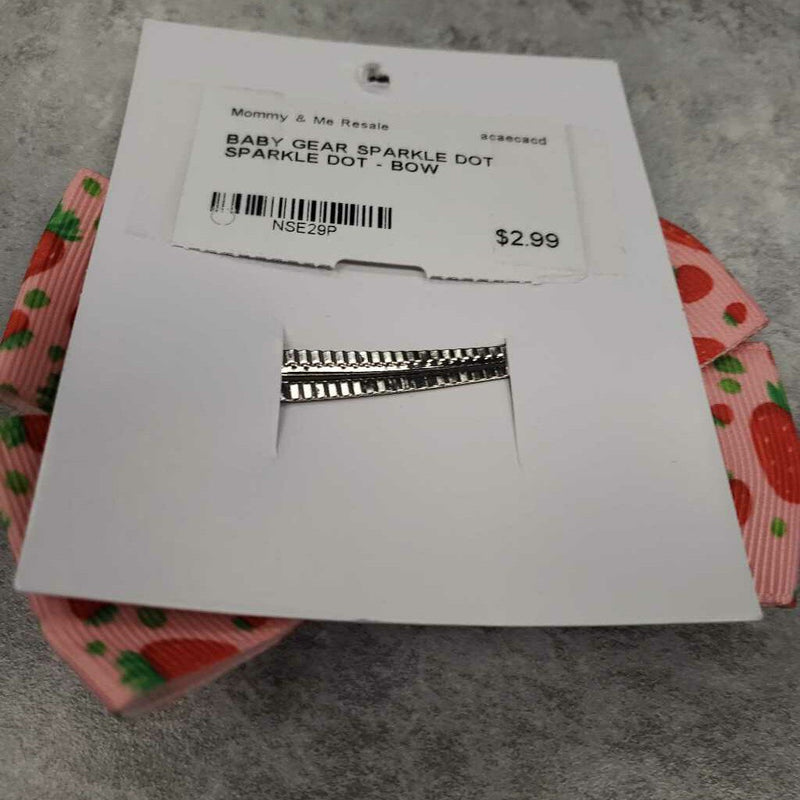 Mommy & Me Resale
acaecacd
BABY GEAR SPARKLE DOT
SPARKLE DOT - BOW
NSE29P
$2.99